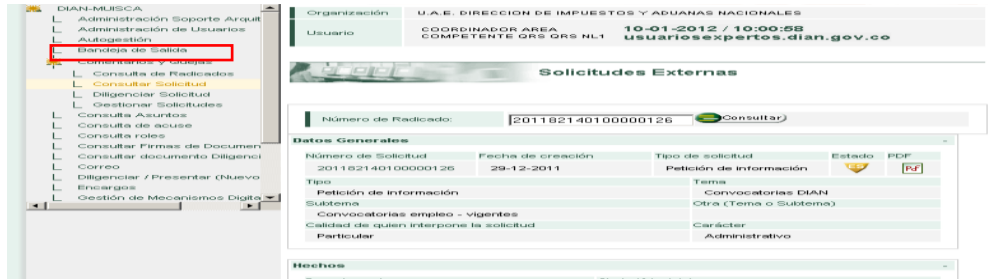 DIAN-MUISCA
Administración Soporte Arquit
Administración de Usuarios
Autogestión
Bandeja de Salida
Comentarios y Quejas
Consulta de Radicados
Consultar Solicitud
Diligenciar Solicitud
Gestionar Solicitudes
Consulta Asuntos
Consulta de acuse
Consulta roles
Consultar Firmas de Documen
Consultar documento Diligenci
Correo
Diligenciar / Presentar (Nuevo
Encargos
Gestión de Mecanismos Digita
Organización U.A.E. DIRECCION DE IMPUESTOS Y ADUANAS NACIONALES
Usuario COORDINADOR AREA COMPETENTE QRS QRS NL1 10-01-2012 / 10:00:58
usuariosexpertos.dian.gov.co
Solicitudes Externas
Número de Radicado: 201182140100000126 Consultar
Datos Generales -
Número de Solicitud Fecha de creación Tipo de solicitud Estado PDF
2011821401000000126 29-12-2011 Petición de información
Tipo Tema
Petición de información Convocatorias DIAN
Subtema Otra (Tema o Subtema)
Convocatorias empleo - vigentes
Calidad de quien interpone la solicitud Carácter
Particular Administrativo
Hechos -